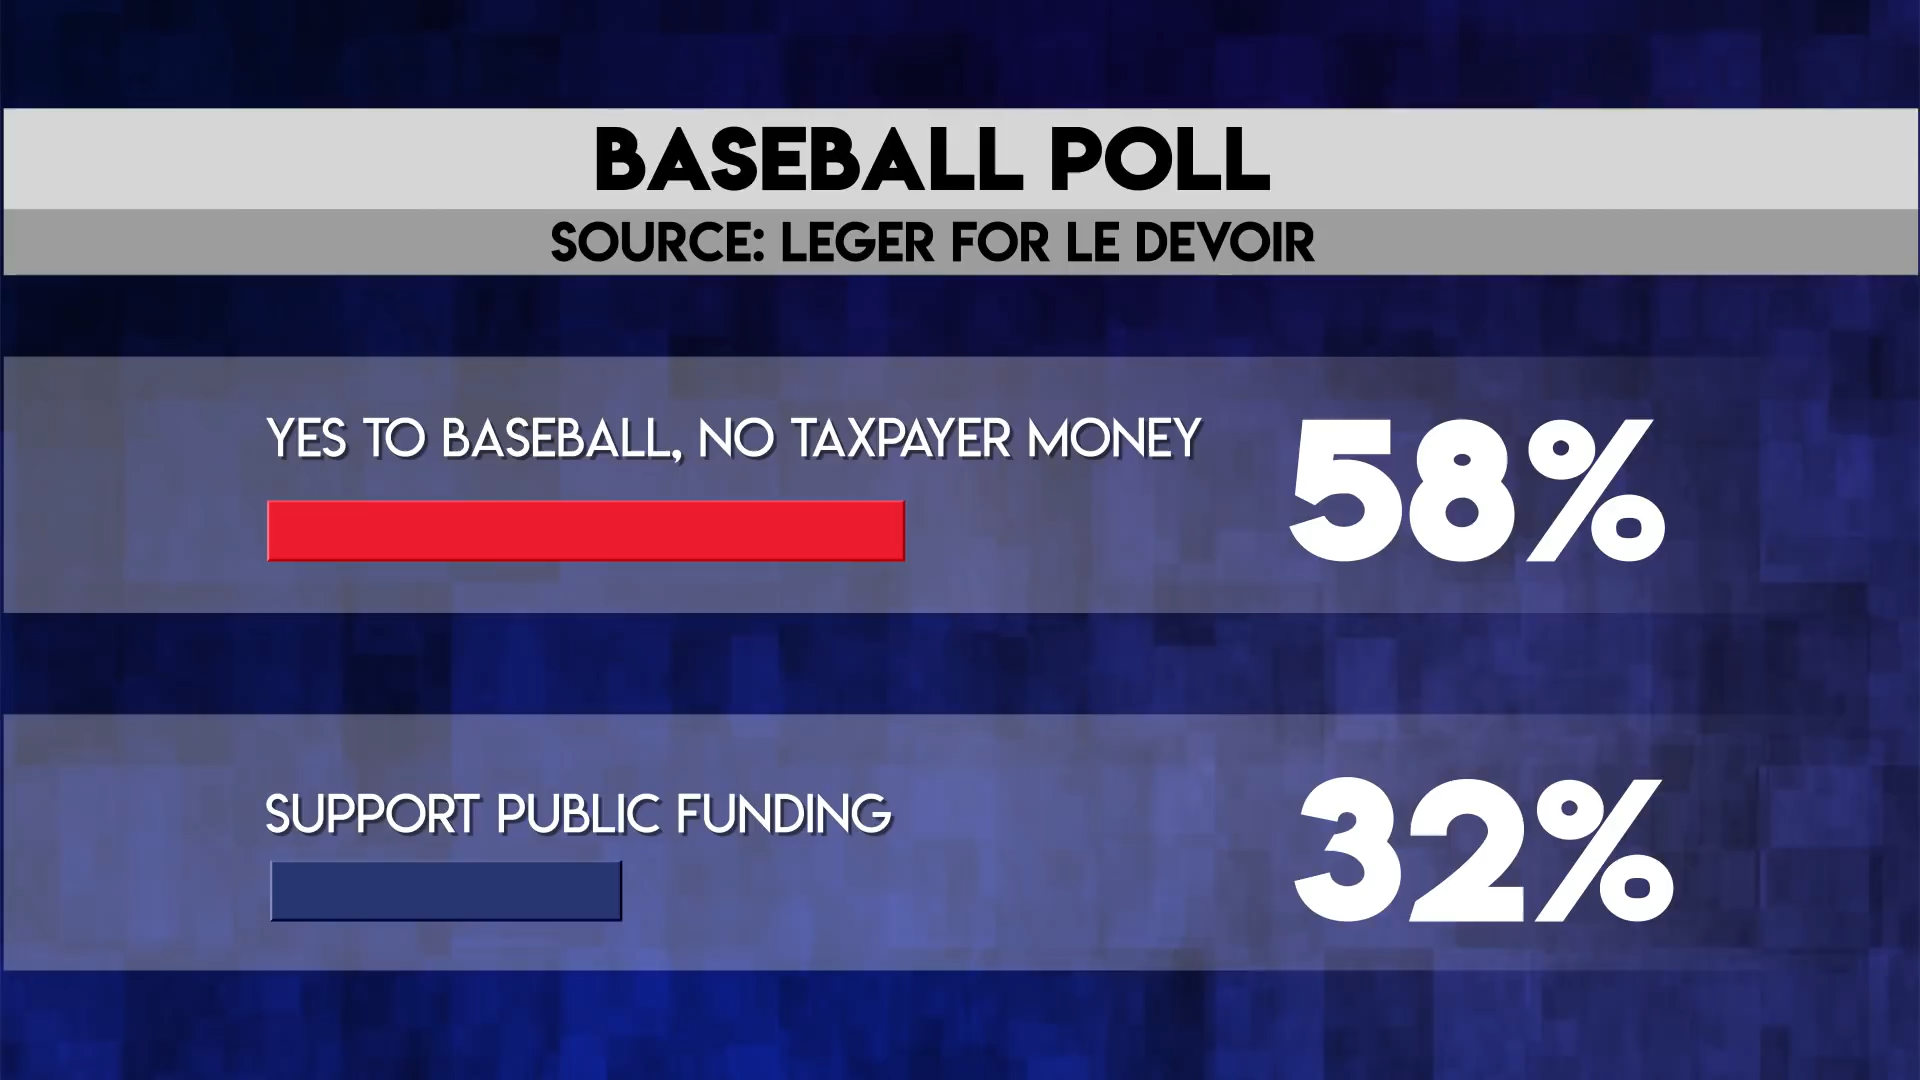 BASEBALL POLL
SOURCE: LEGER FOR LE DEVOIR
YES TO BASEBALL, NO TAXPAYER MONEY
58%
SUPPORT PUBLIC FUNDING
32%